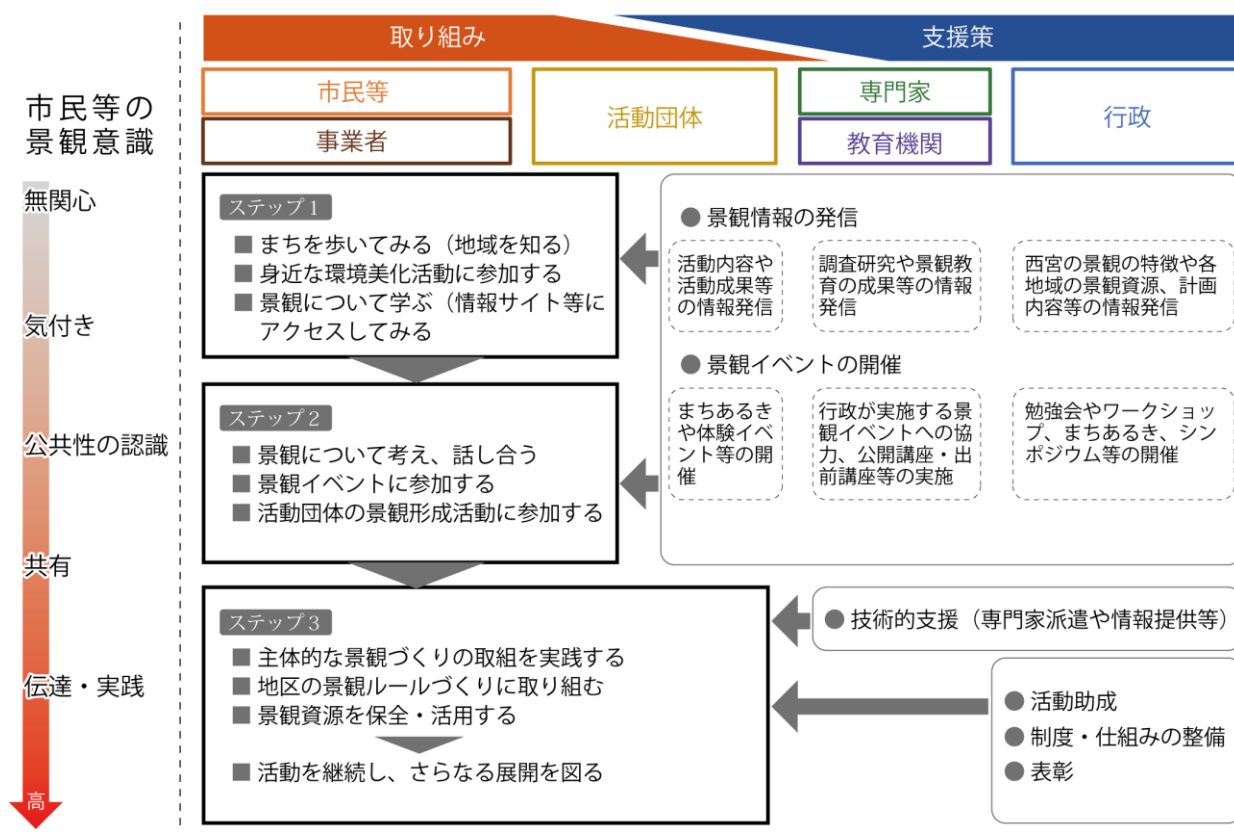 取り組み
支援策
市民等の
景観意識
市民等
事業者
活動団体
専門家
教育機関
行政
無関心
気付き
公共性の認識
共有
伝達・実践
高
ステップ1
■ まちを歩いてみる（地域を知る）
■ 身近な環境美化活動に参加する
■ 景観について学ぶ（情報サイト等に
アクセスしてみる
ステップ2
■ 景観について考え、話し合う
■ 景観イベントに参加する
■ 活動団体の景観形成活動に参加する
ステップ3
■ 主体的な景観づくりの取組を実践する
■ 地区の景観ルールづくりに取り組む
■ 景観資源を保全・活用する
■ 活動を継続し、さらなる展開を図る
● 景観情報の発信
活動内容や
活動成果等
の情報発信
調査研究や景観教
育の成果等の情報
発信
西宮の景観の特徴や各
地域の景観資源、計画
内容等の情報発信
● 景観イベントの開催
まちあるき
や体験イベ
ント等の開
催
行政が実施する景
観イベントへの協
力、公開講座・出
前講座等の実施
勉強会やワークショッ
プ、まちあるき、シン
ポジウム等の開催
● 技術的支援（専門家派遣や情報提供等）
● 活動助成
● 制度・仕組みの整備
● 表彰